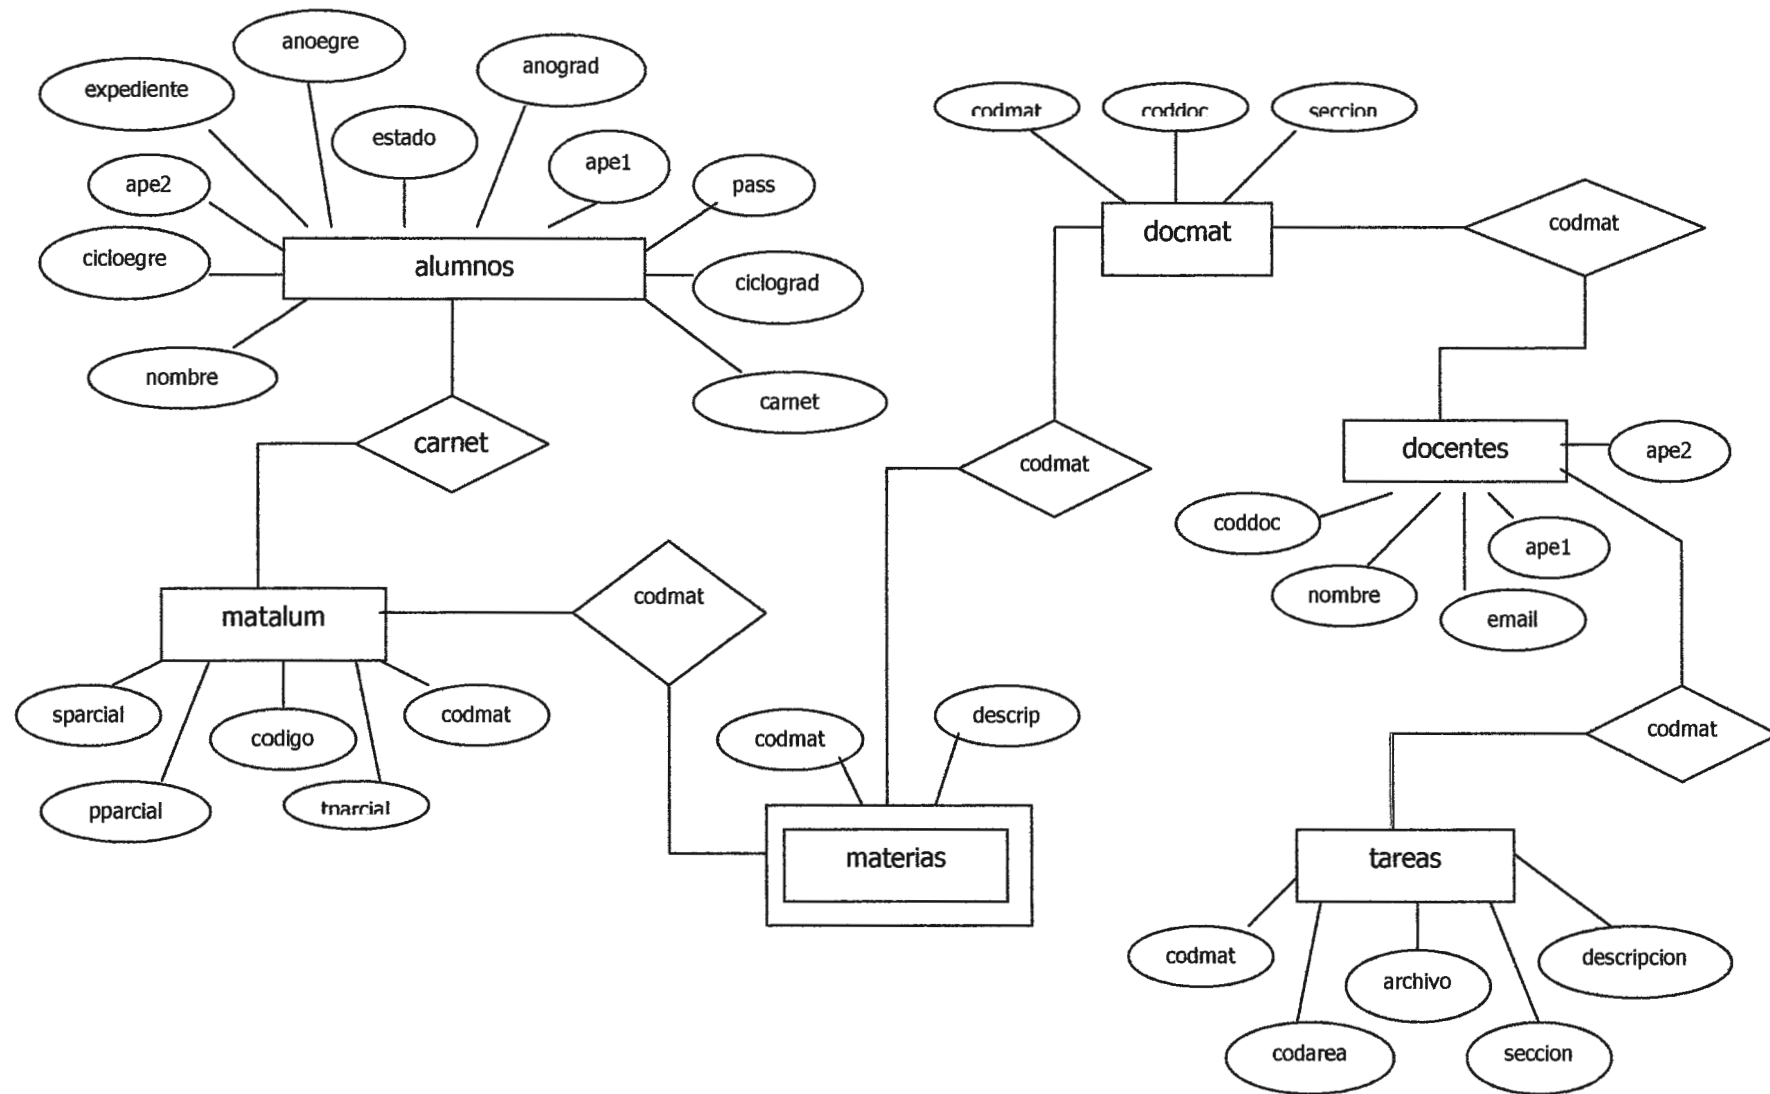 anoegre
anograd
expediente
estado
ape1
ape2
pass
cicloegre
alumnos
ciclograd
nombre
carnet
carnet
codmat
coddoc
seccion
docmat
codmat
codmat
docentes
ape2
coddoc
ape1
nombre
email
matalum
codmat
sparcial
codigo
codmat
pparcial
tparcial
codmat
descrip
materias
codmat
tareas
codmat
archivo
descripcion
codarea
seccion